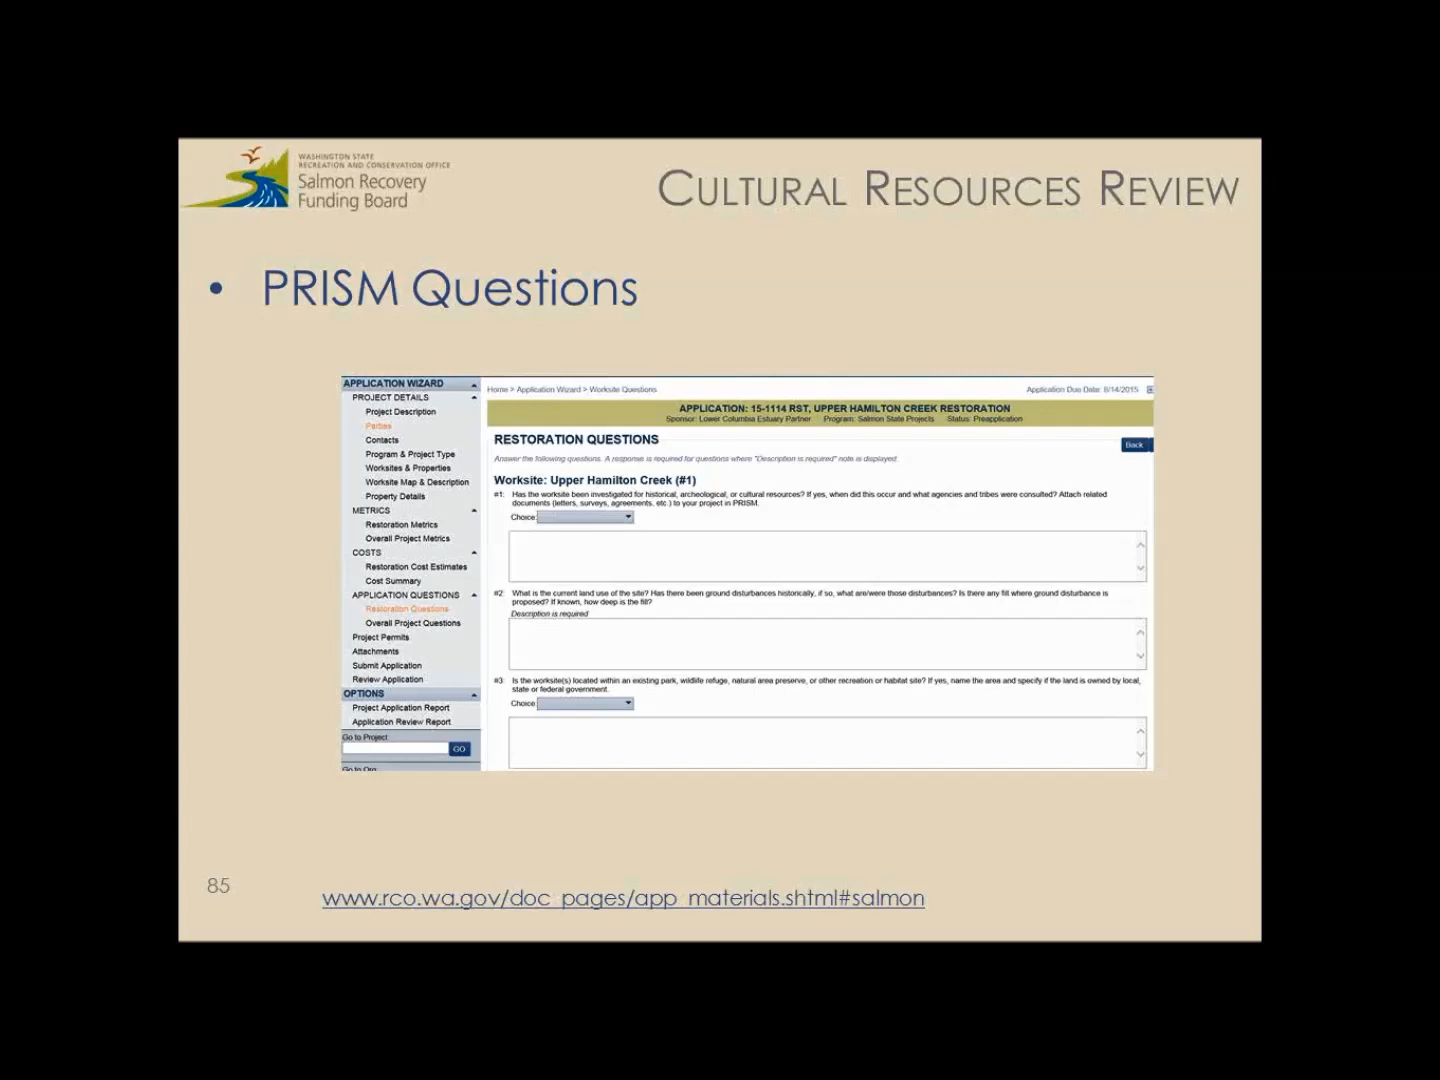 WASHINGTON STATE
RECREATION AND CONSERVATION OFFICE
Salmon Recovery
Funding Board
CULTURAL RESOURCES REVIEW
• PRISM Questions
APPLICATION WIZARD
PROJECT DETAILS
Project Description
Parties
Contacts
Program & Project Type
Worksites & Properties
Worksite Map & Description
Property Details
METRICS
Restoration Metrics
Overall Project Metrics
COSTS
Restoration Cost Estimates
Cost Summary
APPLICATION QUESTIONS
Restoration Questions
Overall Project Questions
Project Permits
Attachments
Submit Application
Review Application
OPTIONS
Project Application Report
Application Review Report
Go to Project:
GO
Go to Org:
Home > Application Wizard > Worksite Questions
Application Due Date: 8/14/2015
APPLICATION: 15-1114 RST, UPPER HAMILTON CREEK RESTORATION
Sponsor: Lower Columbia Estuary Partner Program: Salmon State Projects Status: Preapplication
RESTORATION QUESTIONS
Back
Answer the following questions. A response is required for questions where "Description is required" note is displayed.
Worksite: Upper Hamilton Creek (#1)
#1: Has the worksite been investigated for historical, archeological, or cultural resources? If yes, when did this occur and what agencies and tribes were consulted? Attach related
documents (letters, surveys, agreements, etc.) to your project in PRISM.
Choice:
#2: What is the current land use of the site? Has there been ground disturbances historically, if so, what are/were those disturbances? Is there any fill where ground disturbance is
proposed? If known, how deep is the fill?
Description is required
#3: Is the worksite(s) located within an existing park, wildlife refuge, natural area preserve, or other recreation or habitat site? If yes, name the area and specify if the land is owned by local,
state or federal government.
Choice:
85
www.rco.wa.gov/doc_pages/app_materials.shtml#salmon